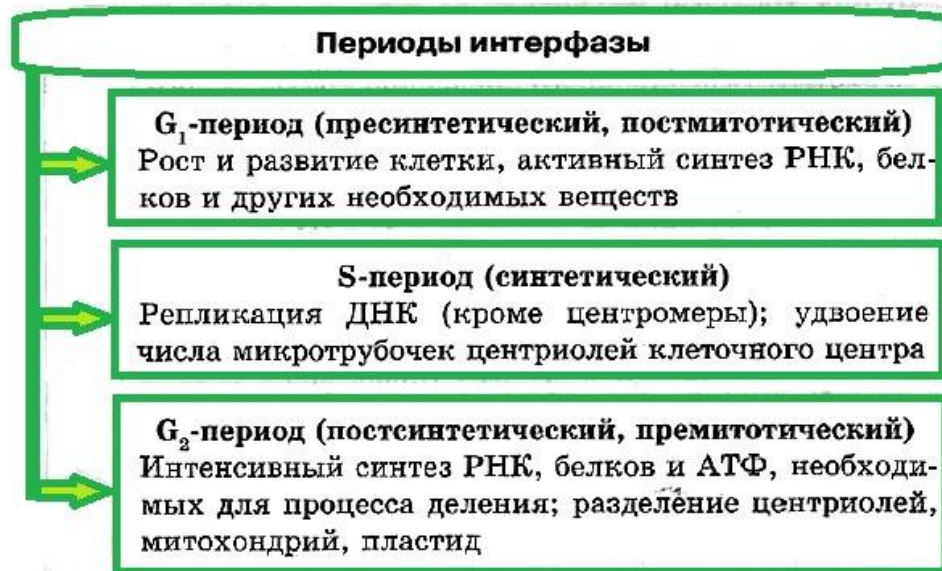 Периоды интерфазы
G₁-период (пресинтетический, постмитотический)
Рост и развитие клетки, активный синтез РНК, бел-
ков и других необходимых веществ
S-период (синтетический)
Репликация ДНК (кроме центромеры); удвоение
числа микротрубочек центриолей клеточного центра
G₂-период (постсинтетический, премитотический)
Интенсивный синтез РНК, белков и АТФ, необходи-
мых для процесса деления; разделение центриолей,
митохондрий, пластид